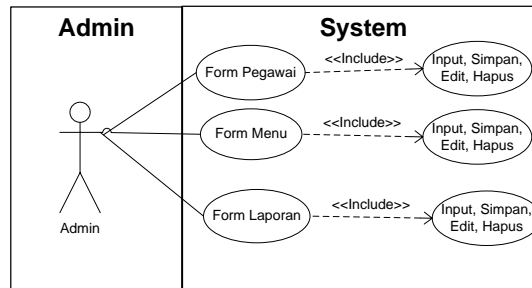 Admin
System
Admin
Form Pegawai
<<Include>>
Input, Simpan,
Edit, Hapus
Form Menu
<<Include>>
Input, Simpan,
Edit, Hapus
Form Laporan
<<Include>>
Input, Simpan,
Edit, Hapus